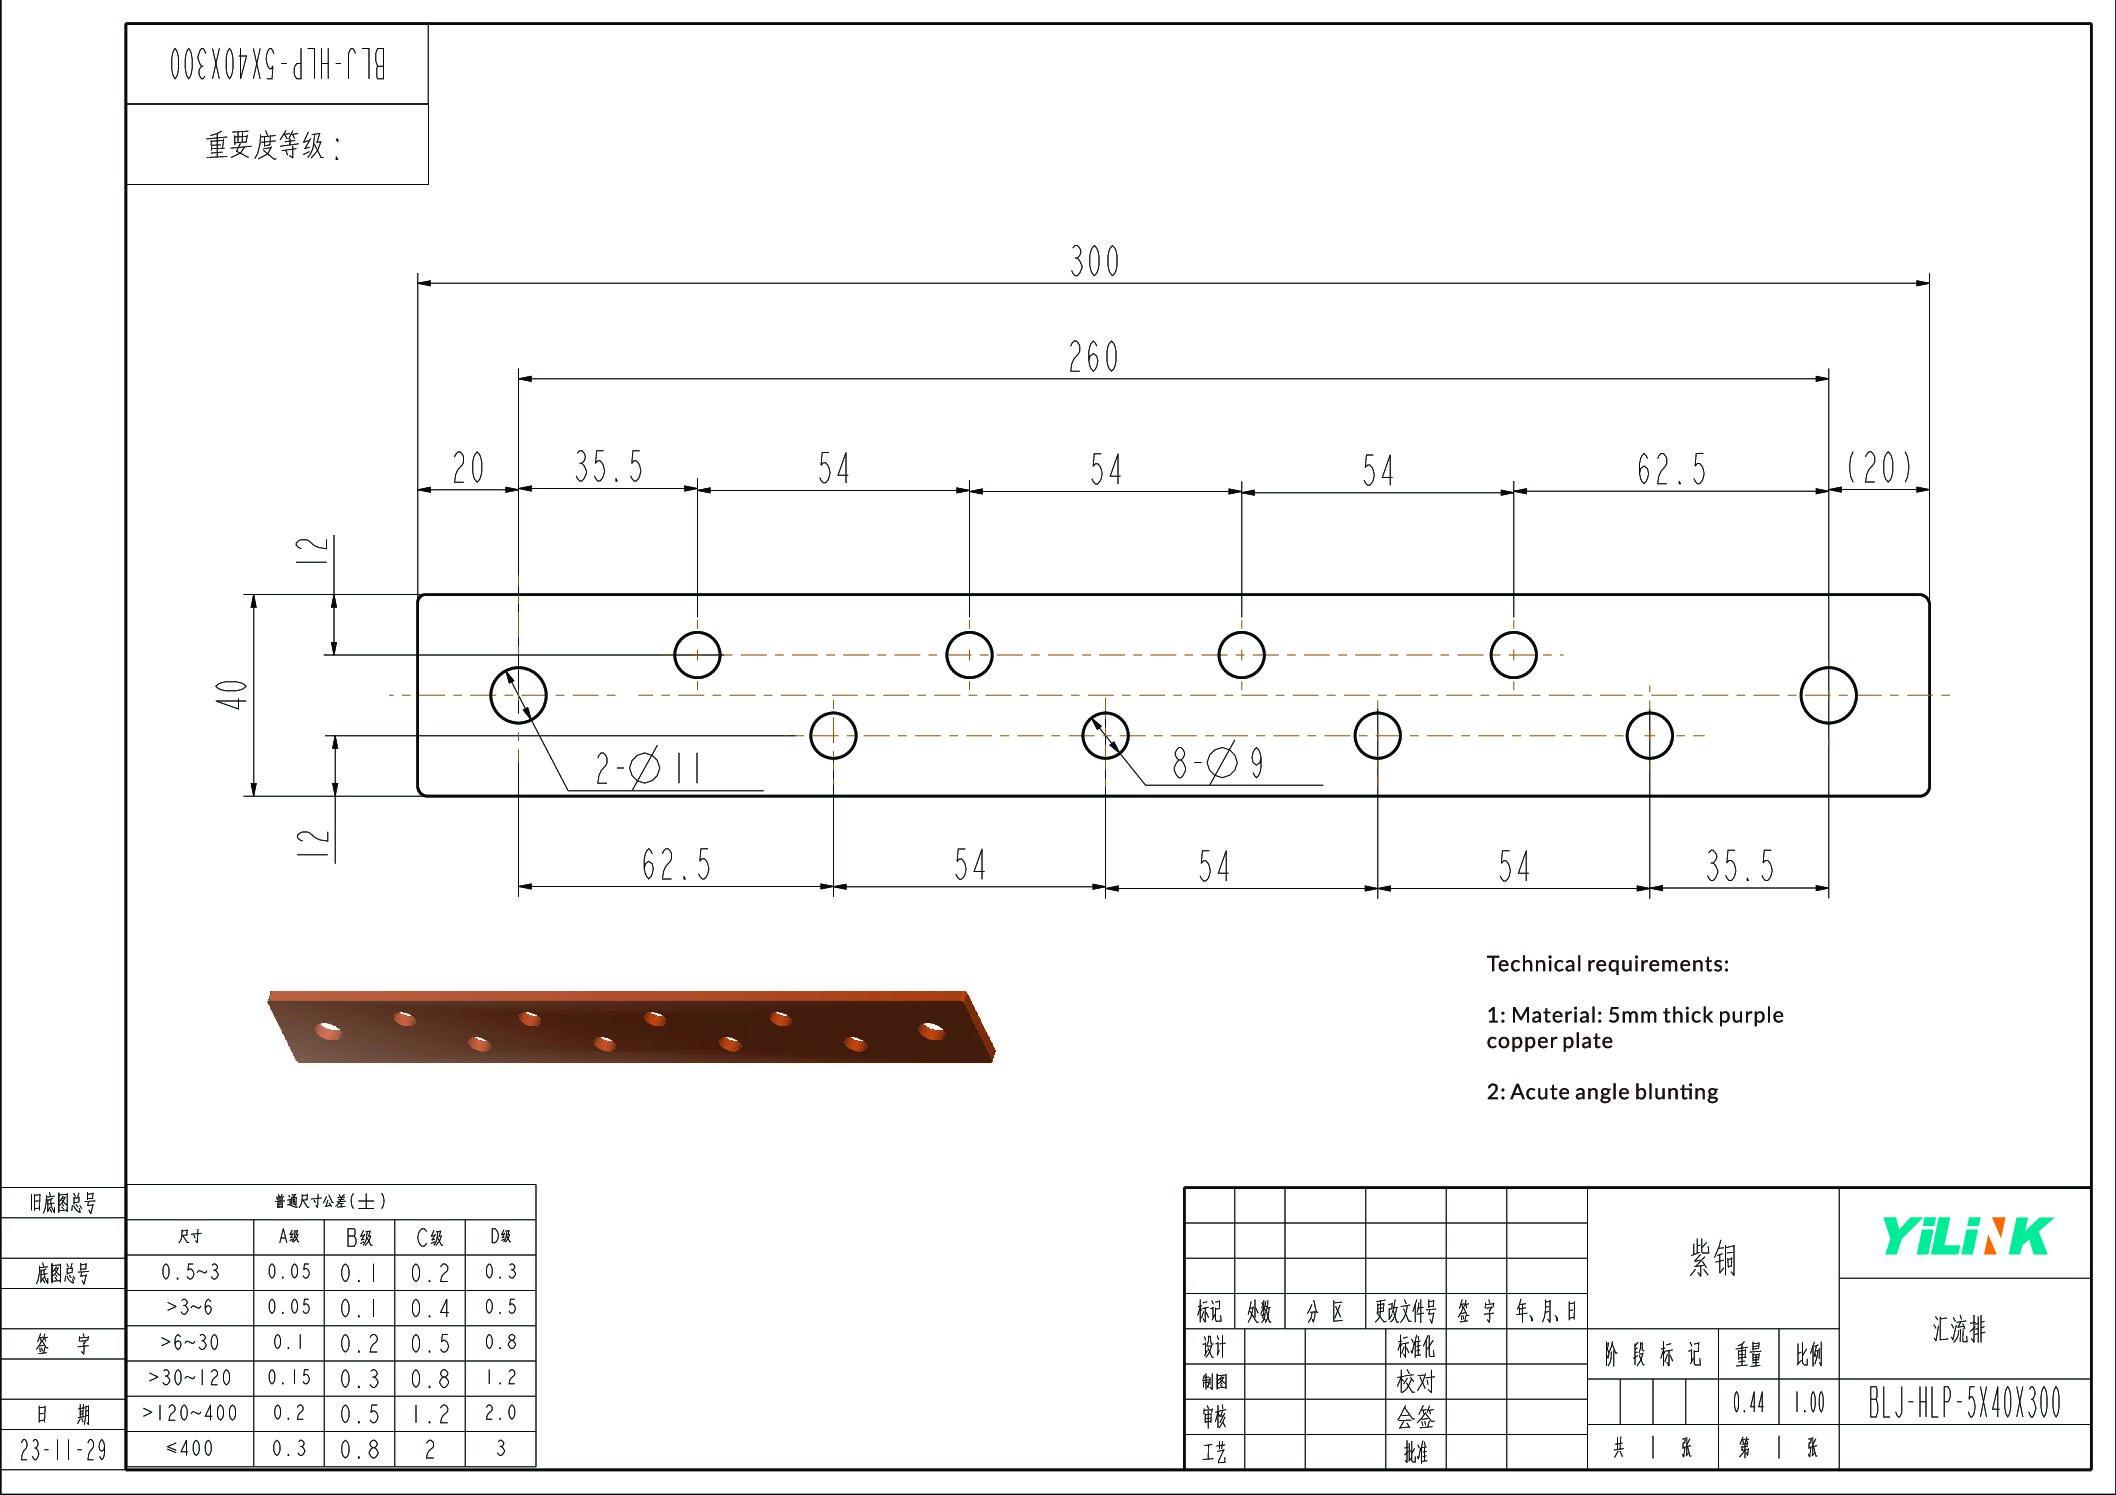 BLJ-HLP-5X40X300
重要度等级：
300
260
20 35.5 54 54 54 62.5 (20)
12
40
2-∅11
8-∅9
12
62.5 54 54 54 35.5
Technical requirements:
1: Material: 5mm thick purple
copper plate
2: Acute angle blunting
旧底图总号
底图总号
签 字
日 期
23-11-29
普通尺寸公差(±)
尺寸 A级 B级 C级 D级
0.5~3 0.05 0.1 0.2 0.3
>3~6 0.05 0.1 0.4 0.5
>6~30 0.1 0.2 0.5 0.8
>30~120 0.15 0.3 0.8 1.2
>120~400 0.2 0.5 1.2 2.0
≤400 0.3 0.8 2 3
标记 处数 分 区 更改文件号 签 字 年、月、日
设计 标准化
制图 校对
审核 会签
工艺 批准
紫铜
阶 段 标 记 重量 比例
0.44 1.00
共 1 张 第 1 张
YiLiNK
汇流排
BLJ-HLP-5X40X300